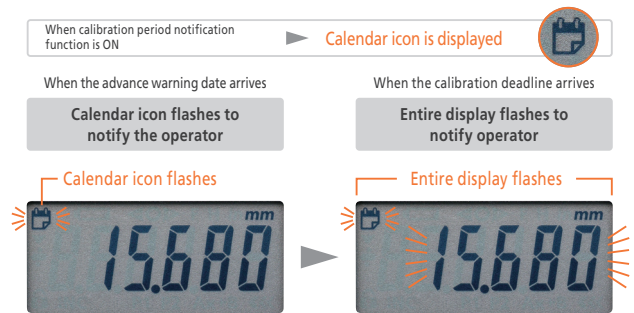 When calibration period notification
function is ON
Calendar icon is displayed
When the advance warning date arrives
Calendar icon flashes to
notify the operator
Calendar icon flashes
mm
15.680
When the calibration deadline arrives
Entire display flashes to
notify operator
Entire display flashes
mm
15.680